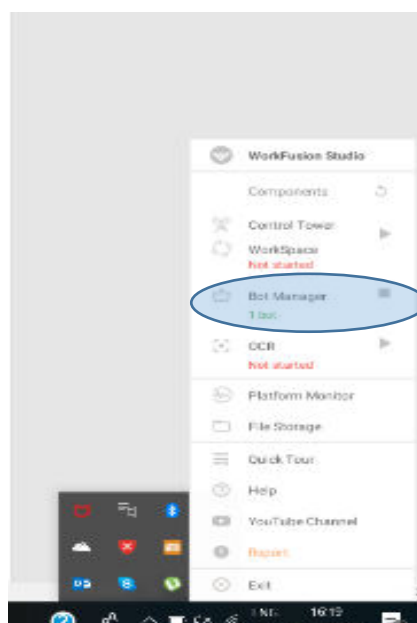 WorkFusion Studio
Components
Control Tower
WorkSpace
Not started
Bot Manager
1 bot
OCR
Not started
Platform Monitor
File Storage
Quick Tour
Help
YouTube Channel
Report
Exit
ENG
16:19